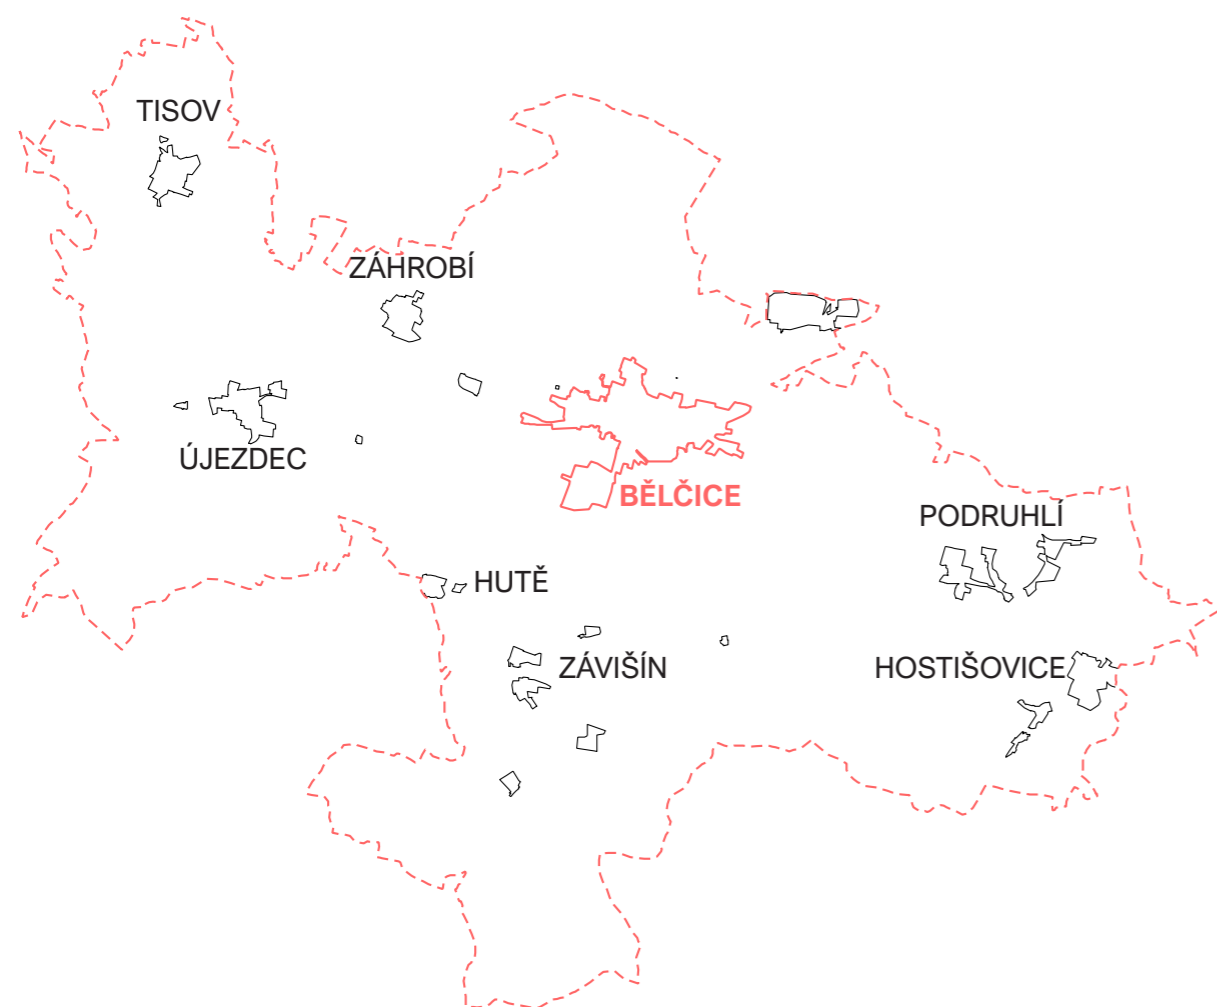 TISOV
ZÁHROBÍ
ÚJEZDEC
BĚLČICE
PODRUHLÍ
HUTĚ
ZÁVIŠÍN
HOSTIŠOVICE